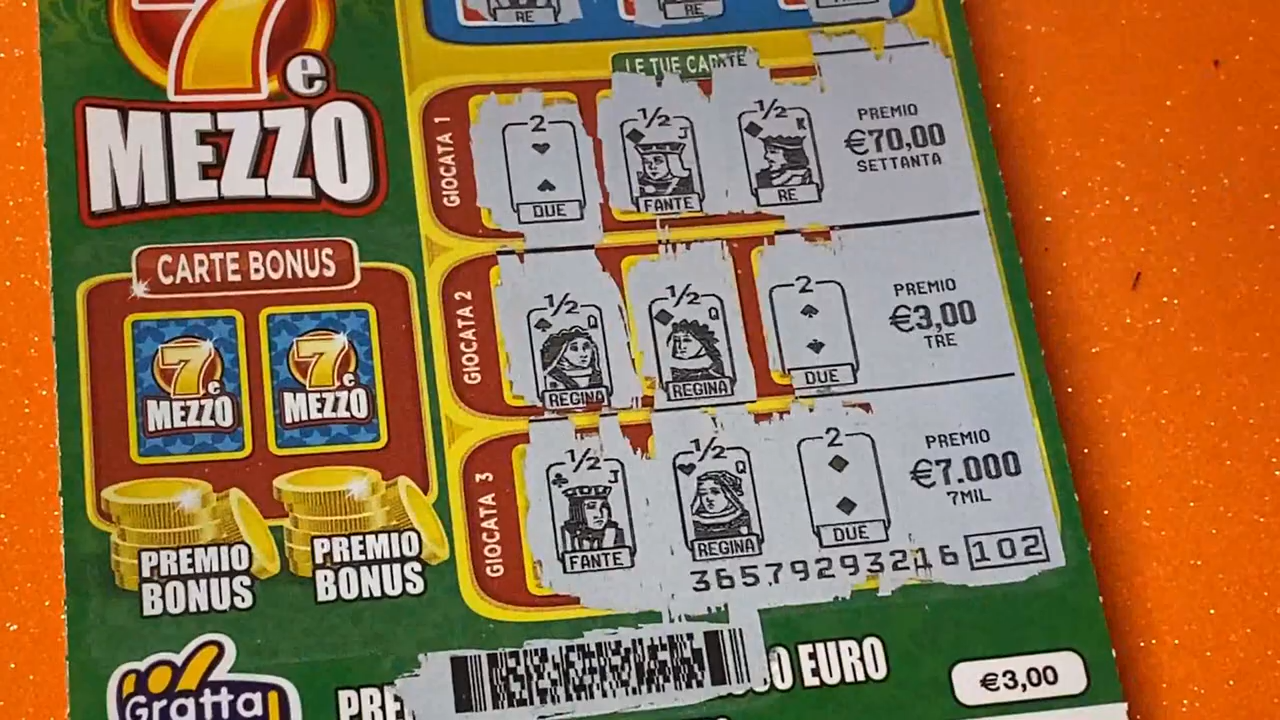 RE
RE
7 e
MEZZO
LE TUE CARTE
GIOCATA 1
2
DUE
1/2
J
FANTE
1/2
K
RE
PREMIO
€70,00
SETTANTA
CARTE BONUS
7 e
MEZZO
7 e
MEZZO
PREMIO
BONUS
PREMIO
BONUS
GIOCATA 2
1/2
Q
REGINA
1/2
Q
REGINA
2
DUE
PREMIO
€3,00
TRE
GIOCATA 3
1/2
J
FANTE
1/2
Q
REGINA
2
DUE
PREMIO
€7.000
7MIL
36579293216 102
Gratta
EURO
€3,00